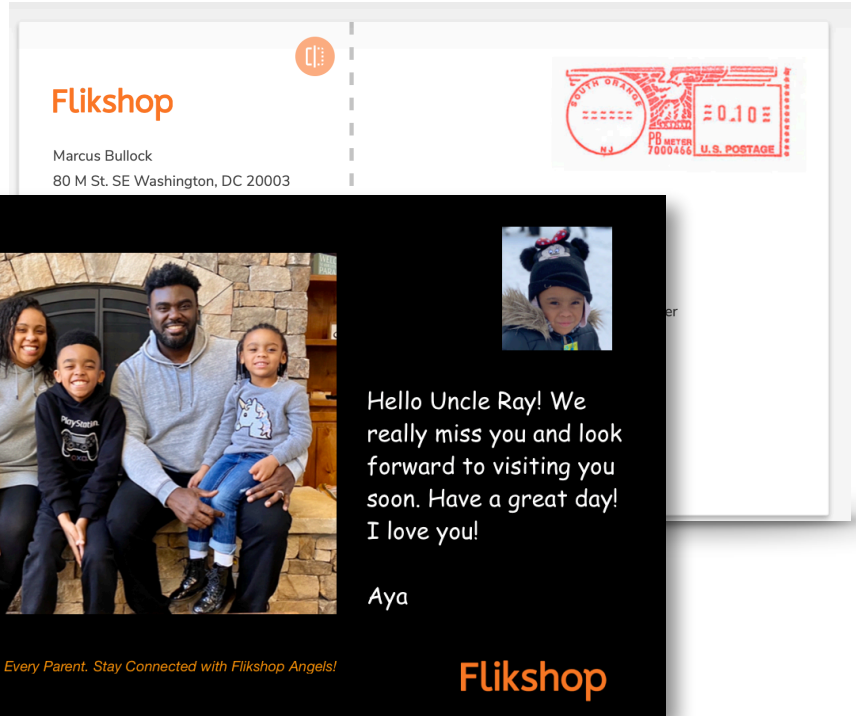 Flikshop
Marcus Bullock
80 M St. SE Washington, DC 20003
SOUTH ORANGE
NJ
PB METER
7000466
0.10
U.S. POSTAGE
er
PlayStation
Hello Uncle Ray! We
really miss you and look
forward to visiting you
soon. Have a great day!
I love you!
Aya
Every Parent. Stay Connected with Flikshop Angels!
Flikshop